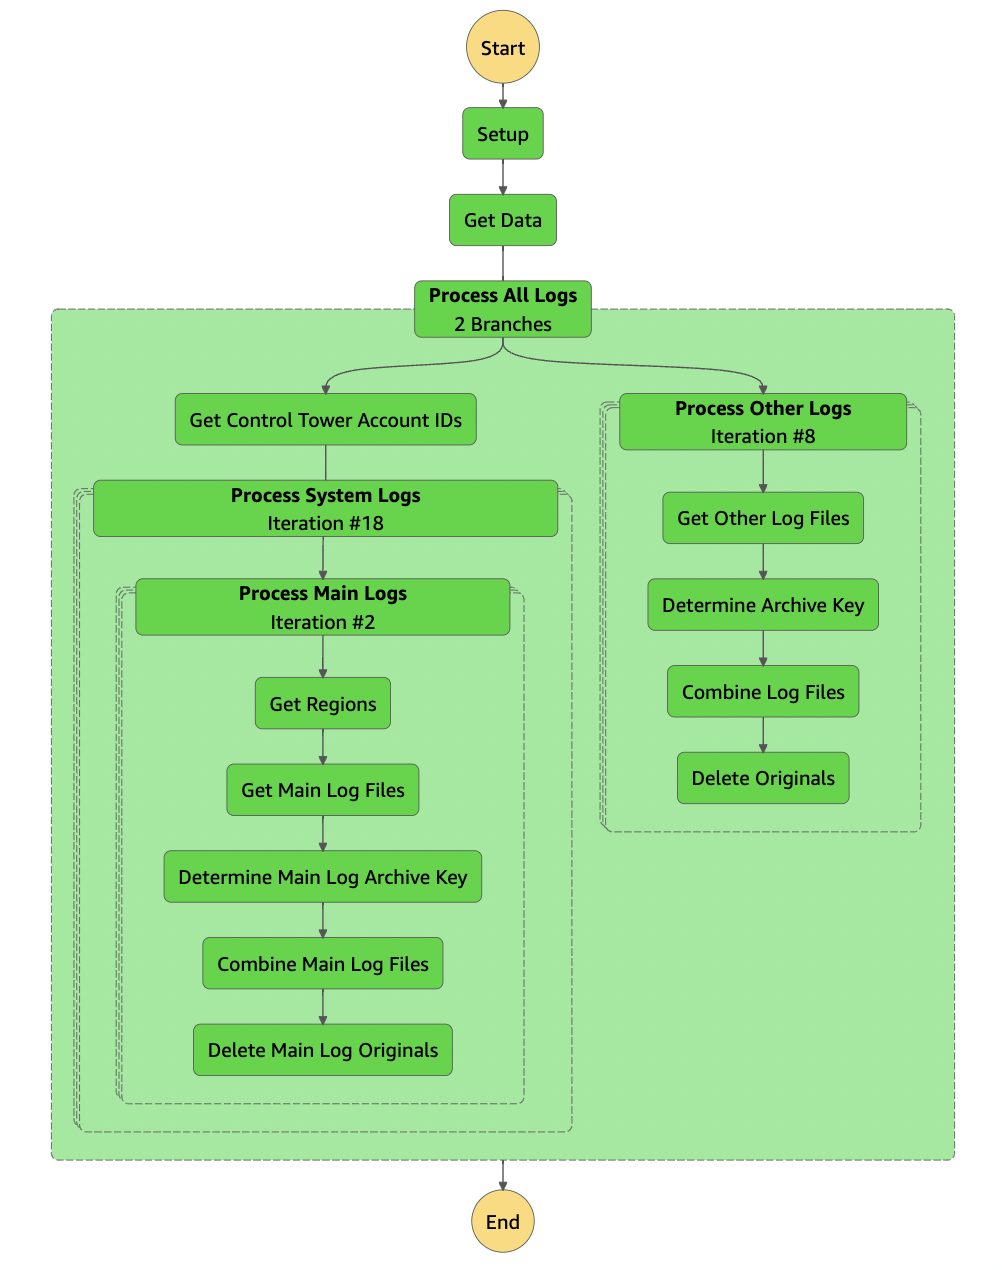 Start
Setup
Get Data
Process All Logs
2 Branches
Get Control Tower Account IDs
Process System Logs
Iteration #18
Process Main Logs
Iteration #2
Get Regions
Get Main Log Files
Determine Main Log Archive Key
Combine Main Log Files
Delete Main Log Originals
Process Other Logs
Iteration #8
Get Other Log Files
Determine Archive Key
Combine Log Files
Delete Originals
End